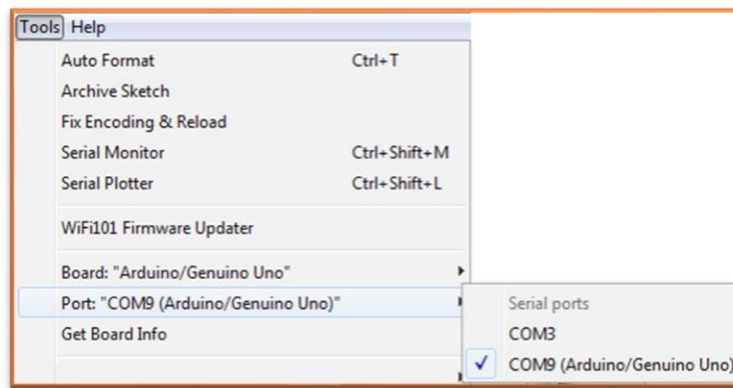 Tools Help
Auto Format Ctrl+T
Archive Sketch
Fix Encoding & Reload
Serial Monitor Ctrl+Shift+M
Serial Plotter Ctrl+Shift+L
WiFi101 Firmware Updater
Board: "Arduino/Genuino Uno"
Port: "COM9 (Arduino/Genuino Uno)"
Get Board Info
Serial ports
COM3
COM9 (Arduino/Genuino Uno)